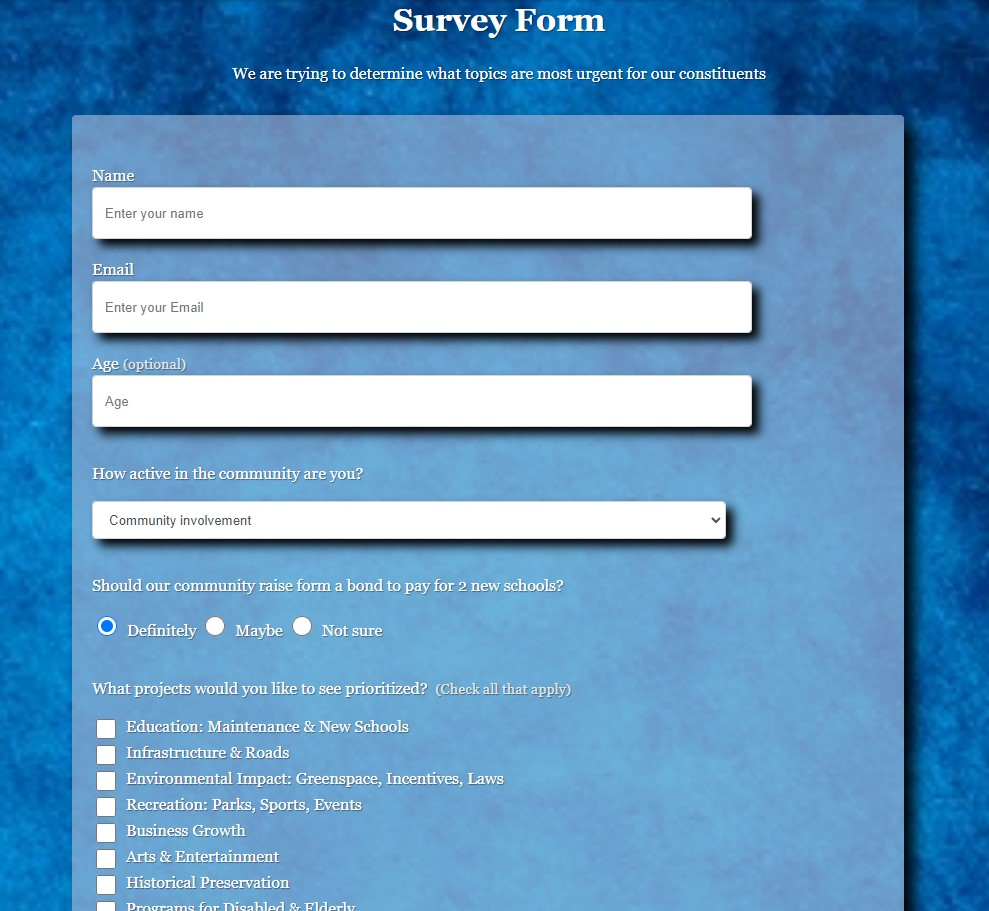 Survey Form
We are trying to determine what topics are most urgent for our constituents
Name
Enter your name
Email
Enter your Email
Age (optional)
Age
How active in the community are you?
Community involvement
Should our community raise form a bond to pay for 2 new schools?
Definitely Maybe Not sure
What projects would you like to see prioritized? (Check all that apply)
Education: Maintenance & New Schools
Infrastructure & Roads
Environmental Impact: Greenspace, Incentives, Laws
Recreation: Parks, Sports, Events
Business Growth
Arts & Entertainment
Historical Preservation
Programs for Disabled & Elderly